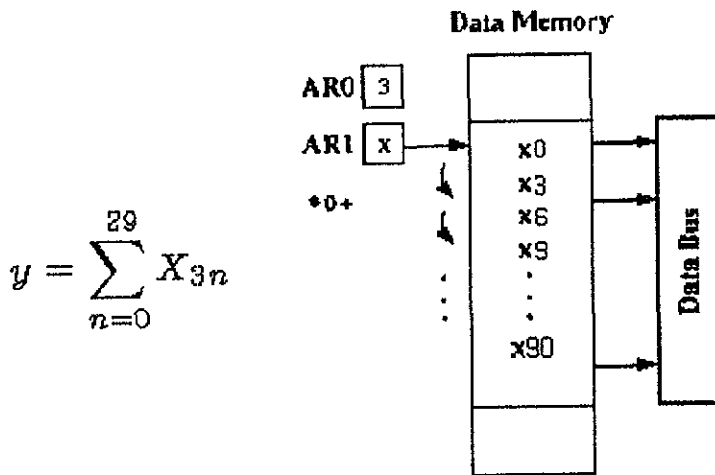 Data Memory
AR0 3
AR1 x
*0+
x0
x3
x6
x9
x90
Data Bus
29
y = ∑ X3n
n=0